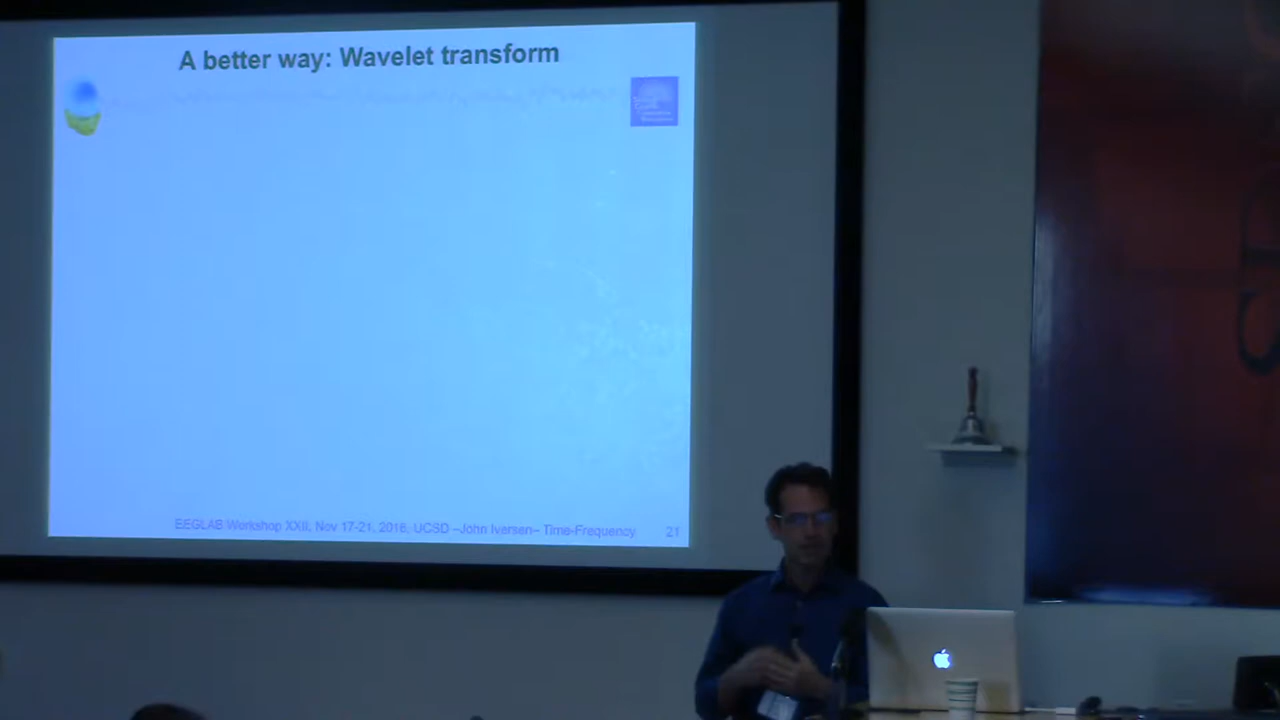 A better way: Wavelet transform
EEGLAB Workshop XXII, Nov 17-21, 2016, UCSD –John Iversen– Time-Frequency 21